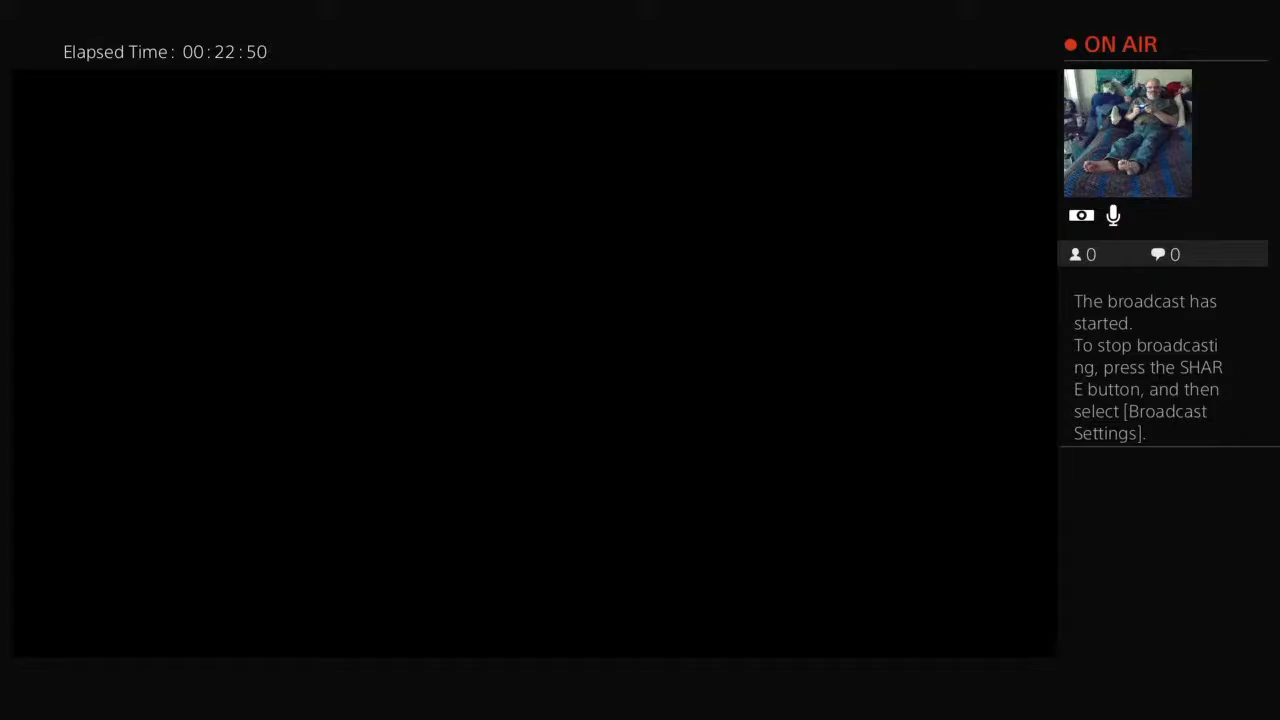 Elapsed Time: 00:22:50
ON AIR
0 0
The broadcast has
started.
To stop broadcasti
ng, press the SHAR
E button, and then
select [Broadcast
Settings].